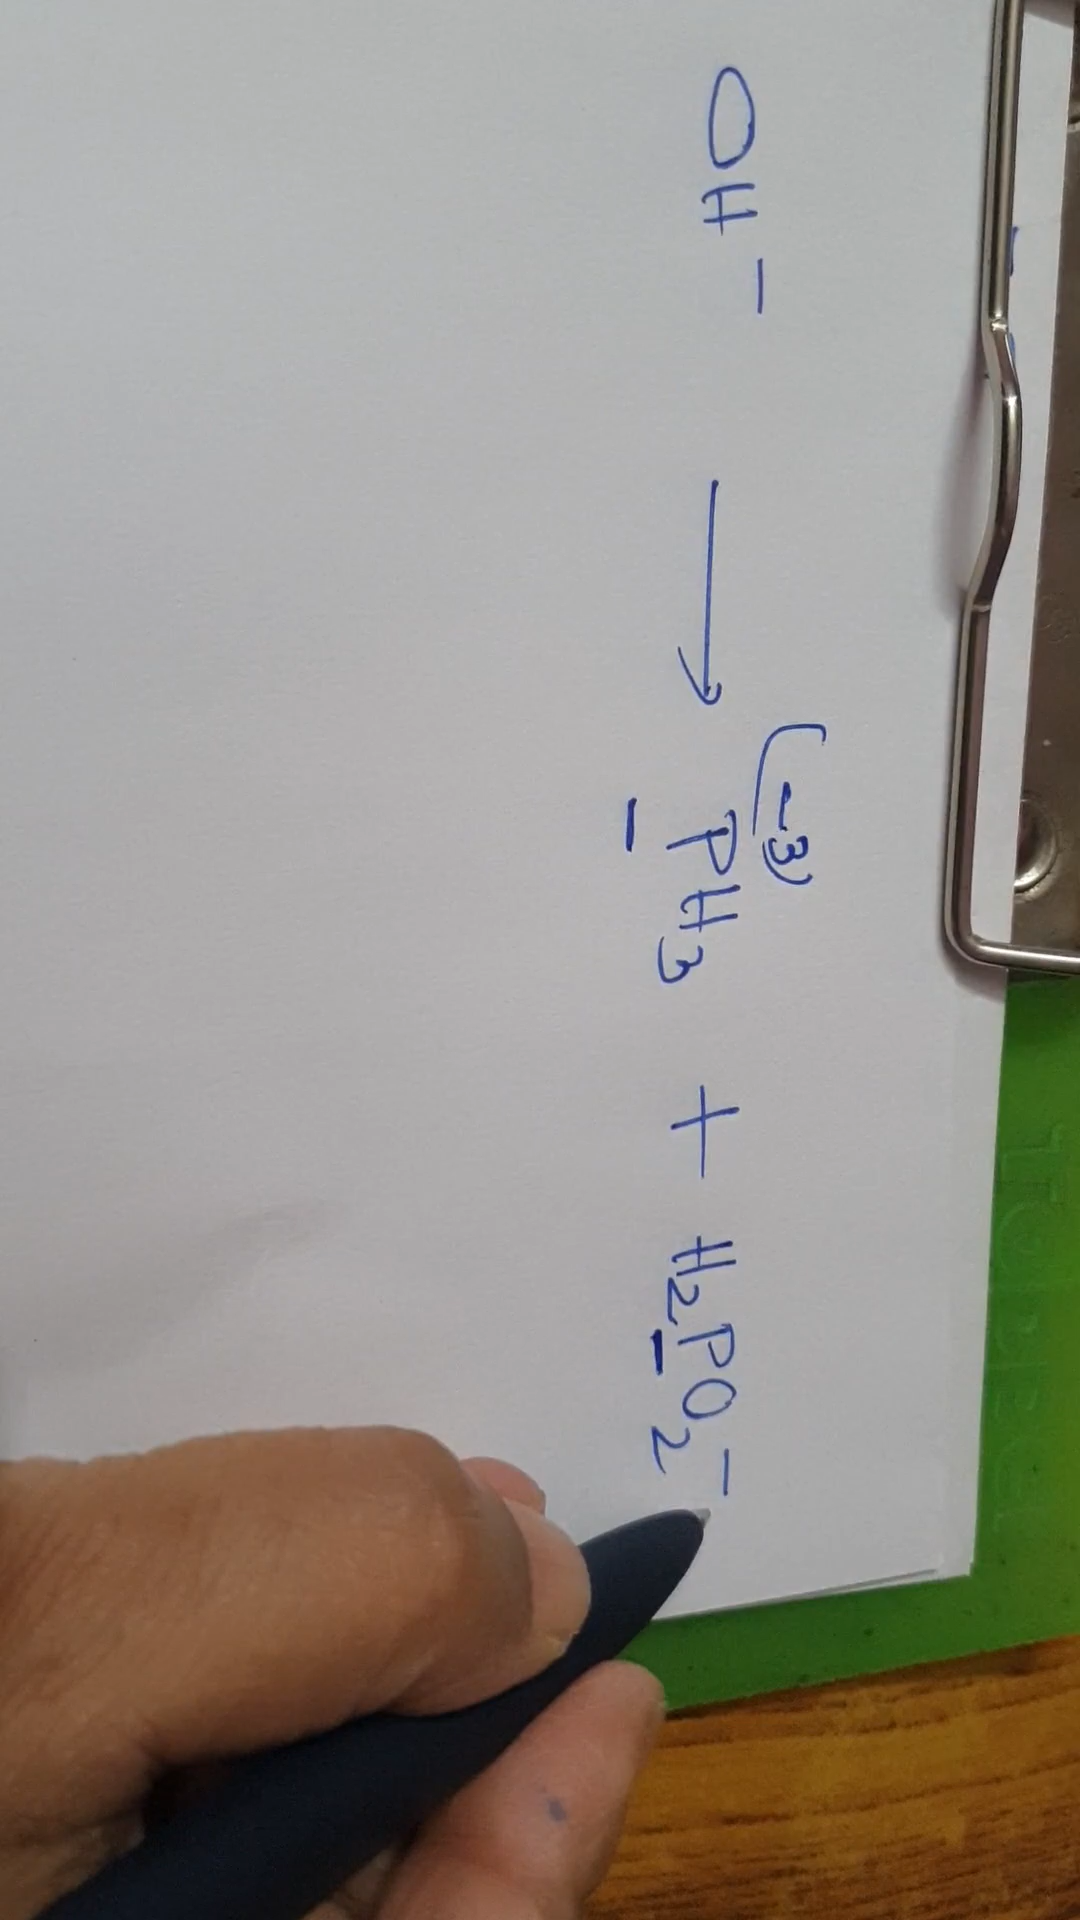 (-3)
OH⁻ → PH₃ + H₂PO₂⁻